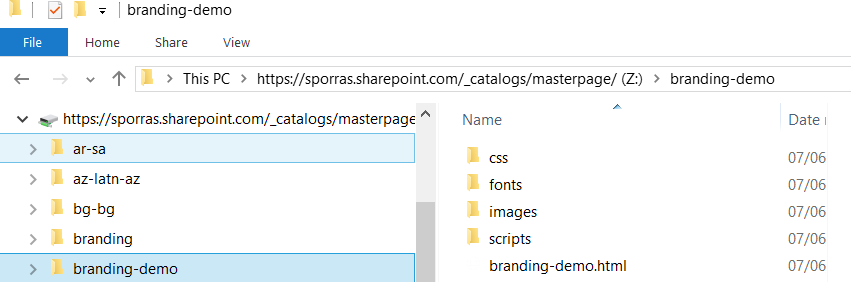 branding-demo
File Home Share View
This PC https://sporras.sharepoint.com/_catalogs/masterpage/ (Z:) branding-demo
https://sporras.sharepoint.com/_catalogs/masterpage
ar-sa
az-latn-az
bg-bg
branding
branding-demo
Name Date
css 07/06
fonts 07/06
images 07/06
scripts 07/06
branding-demo.html 07/06